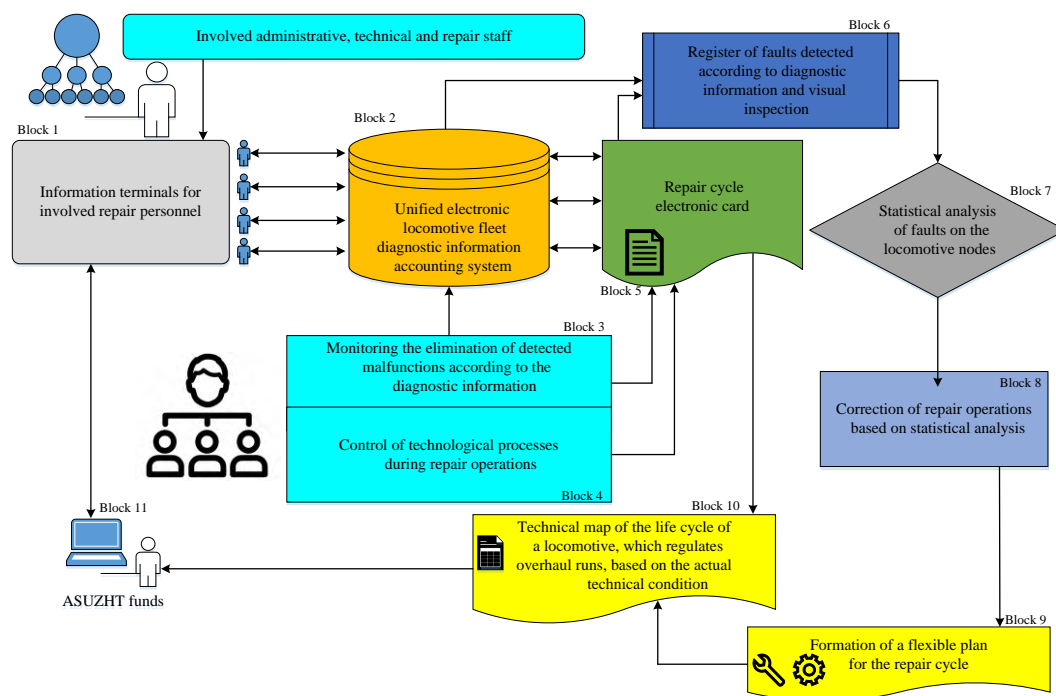 Involved administrative, technical and repair staff
Block 1
Information terminals for
involved repair personnel
Block 2
Unified electronic
locomotive fleet
diagnostic information
accounting system
Block 6
Register of faults detected
according to diagnostic
information and visual
inspection
Repair cycle
electronic card
Block 5
Block 7
Statistical analysis
of faults on the
locomotive nodes
Block 3
Monitoring the elimination of detected
malfunctions according to the
diagnostic information
Control of technological processes
during repair operations
Block 4
Block 8
Correction of repair operations
based on statistical analysis
Block 10
Technical map of the life cycle of
a locomotive, which regulates
overhaul runs, based on the actual
technical condition
Block 11
ASUZHT funds
Block 9
Formation of a flexible plan
for the repair cycle